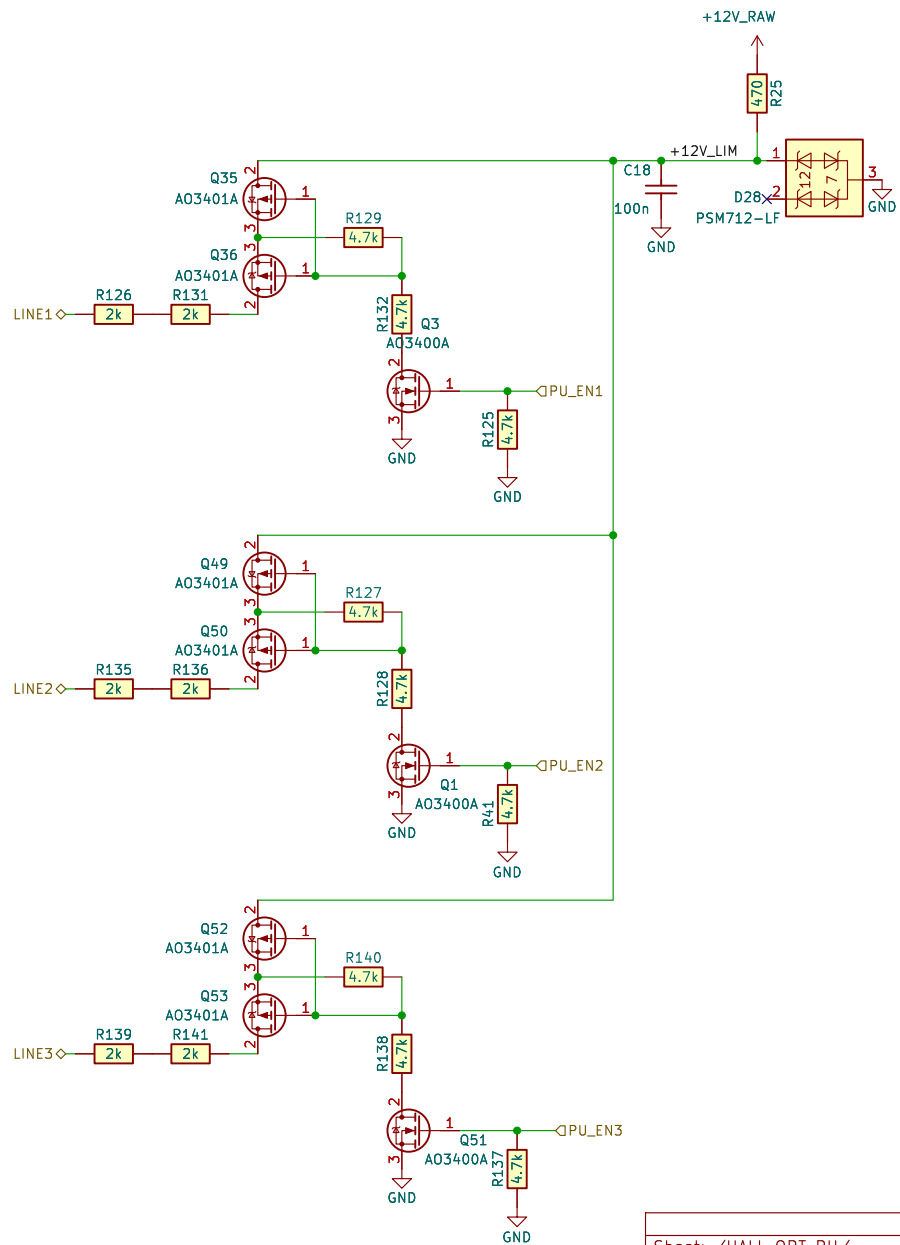 +12V_RAW
470
R25
+12V_LIM
1
12
7
3
GND
D28
2
PSM712-LF
C18
100n
GND
2
Q35
AO3401A
1
3
R129
4.7k
3
Q36
AO3401A
1
2
R126
2k
R131
2k
LINE1
R132
4.7k
Q3
AO3400A
2
1
3
GND
PU_EN1
R125
4.7k
GND
2
Q49
AO3401A
1
3
R127
4.7k
3
Q50
AO3401A
1
2
R135
2k
R136
2k
LINE2
R128
4.7k
2
1
Q1
AO3400A
3
GND
PU_EN2
R41
4.7k
GND
2
Q52
AO3401A
1
3
R140
4.7k
3
Q53
AO3401A
1
2
R139
2k
R141
2k
LINE3
R138
4.7k
2
1
Q51
AO3400A
3
GND
PU_EN3
R137
4.7k
GND
Sheet: /HALL_OPT_PU/